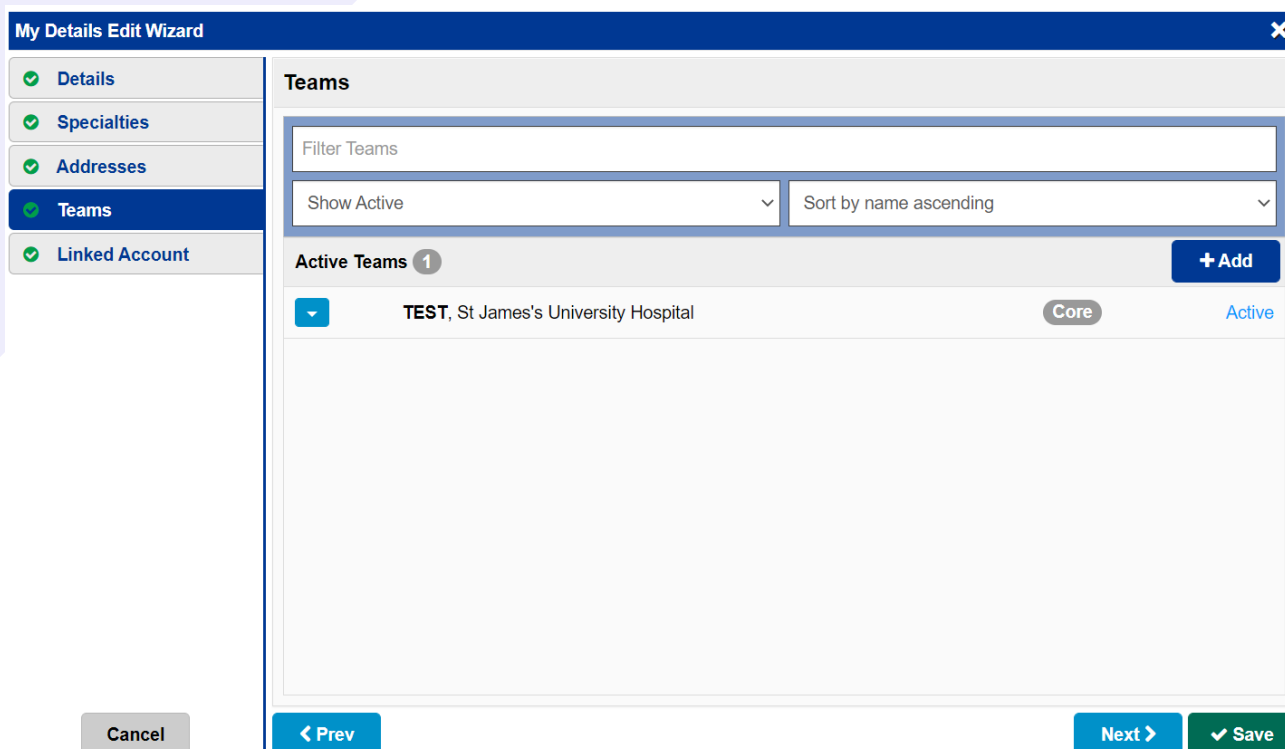 My Details Edit Wizard
Details
Specialties
Addresses
Teams
Linked Account
Cancel
Teams
Filter Teams
Show Active
Sort by name ascending
Active Teams 1
Add
TEST, St James's University Hospital
Core
Active
Prev
Next
Save